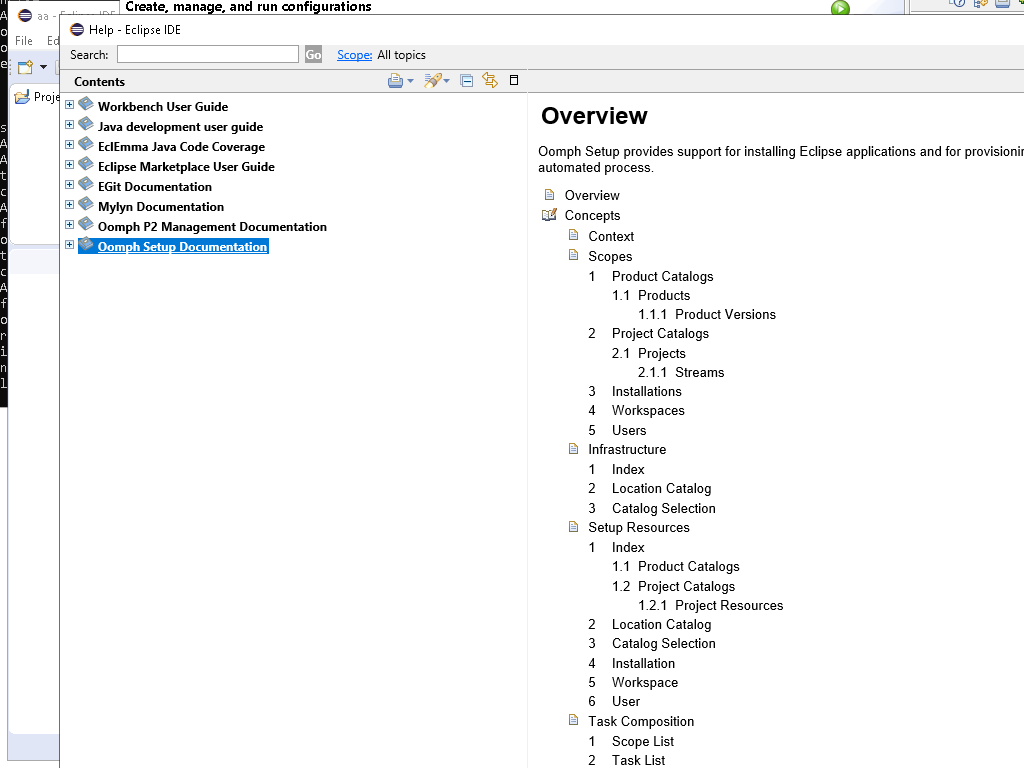 Create, manage, and run configurations
aa - Eclipse IDE
File Ed
Help - Eclipse IDE
Search: Go Scope: All topics
Contents
Proje
Workbench User Guide
Java development user guide
EclEmma Java Code Coverage
Eclipse Marketplace User Guide
EGit Documentation
Mylyn Documentation
Oomph P2 Management Documentation
Oomph Setup Documentation
Overview
Oomph Setup provides support for installing Eclipse applications and for provisionin
automated process.
Overview
Concepts
Context
Scopes
1 Product Catalogs
1.1 Products
1.1.1 Product Versions
2 Project Catalogs
2.1 Projects
2.1.1 Streams
3 Installations
4 Workspaces
5 Users
Infrastructure
1 Index
2 Location Catalog
3 Catalog Selection
Setup Resources
1 Index
1.1 Product Catalogs
1.2 Project Catalogs
1.2.1 Project Resources
2 Location Catalog
3 Catalog Selection
4 Installation
5 Workspace
6 User
Task Composition
1 Scope List
2 Task List